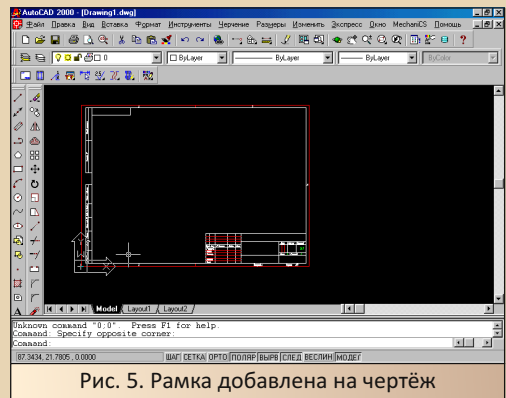 AutoCAD 2000 - [Drawing1.dwg]
Файл Правка Вид Вставка Формат Инструменты Черчение Размеры Изменить Экспресс Окно MechaniCS Помощь
0 ByLayer ByLayer ByLayer ByColor
Model Layout1 Layout2
Unknown command "0;0". Press F1 for help.
Command: Specify opposite corner:
Command:
87.3434, 21.7805 , 0.0000 ШАГ СЕТКА ОРТО ПОЛЯР ВЫРВ СЛЕД ВЕСЛИН МОДЕЛ
Рис. 5. Рамка добавлена на чертёж